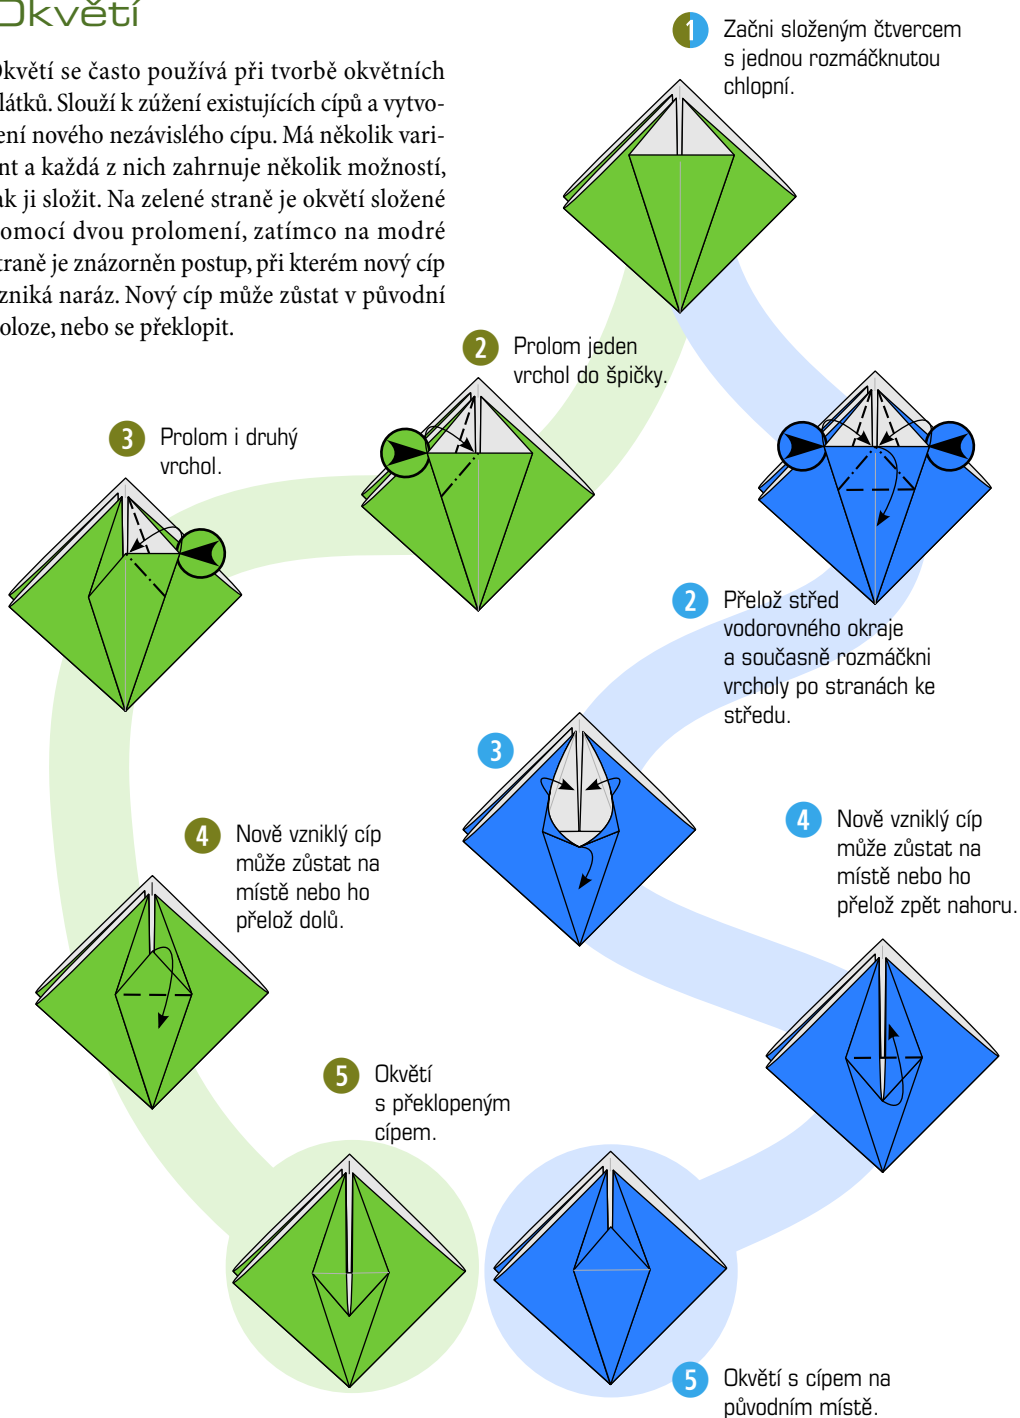 Okvětí
Okvětí se často používá při tvorbě okvětních
látků. Slouží k zúžení existujících cípů a vytvo-
ení nového nezávislého cípu. Má několik vari-
nt a každá z nich zahrnuje několik možností,
ak ji složit. Na zelené straně je okvětí složené
omocí dvou prolomení, zatímco na modré
traně je znázorněn postup, při kterém nový cíp
zniká naráz. Nový cíp může zůstat v původní
oloze, nebo se překlopit.
1 Začni složeným čtvercem
s jednou rozmáčknutou
chlopní.
2 Prolom jeden
vrchol do špičky.
3 Prolom i druhý
vrchol.
4 Nově vzniklý cíp
může zůstat na
místě nebo ho
přelož dolů.
5 Okvětí
s překlopeným
cípem.
2 Přelož střed
vodorovného okraje
a současně rozmáčkni
vrcholy po stranách ke
středu.
3
4 Nově vzniklý cíp
může zůstat na
místě nebo ho
přelož zpět nahoru.
5 Okvětí s cípem na
původním místě.